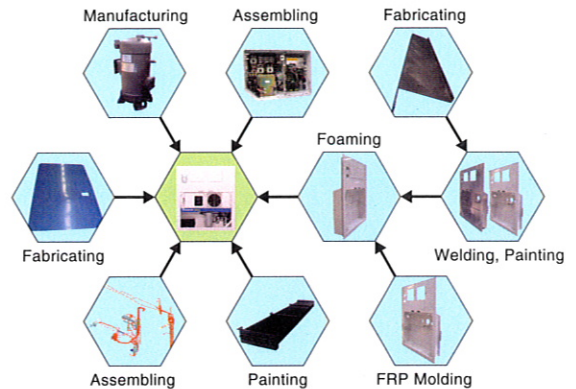 Manufacturing
Assembling
Fabricating
Foaming
Fabricating
Welding, Painting
Assembling
Painting
FRP Molding